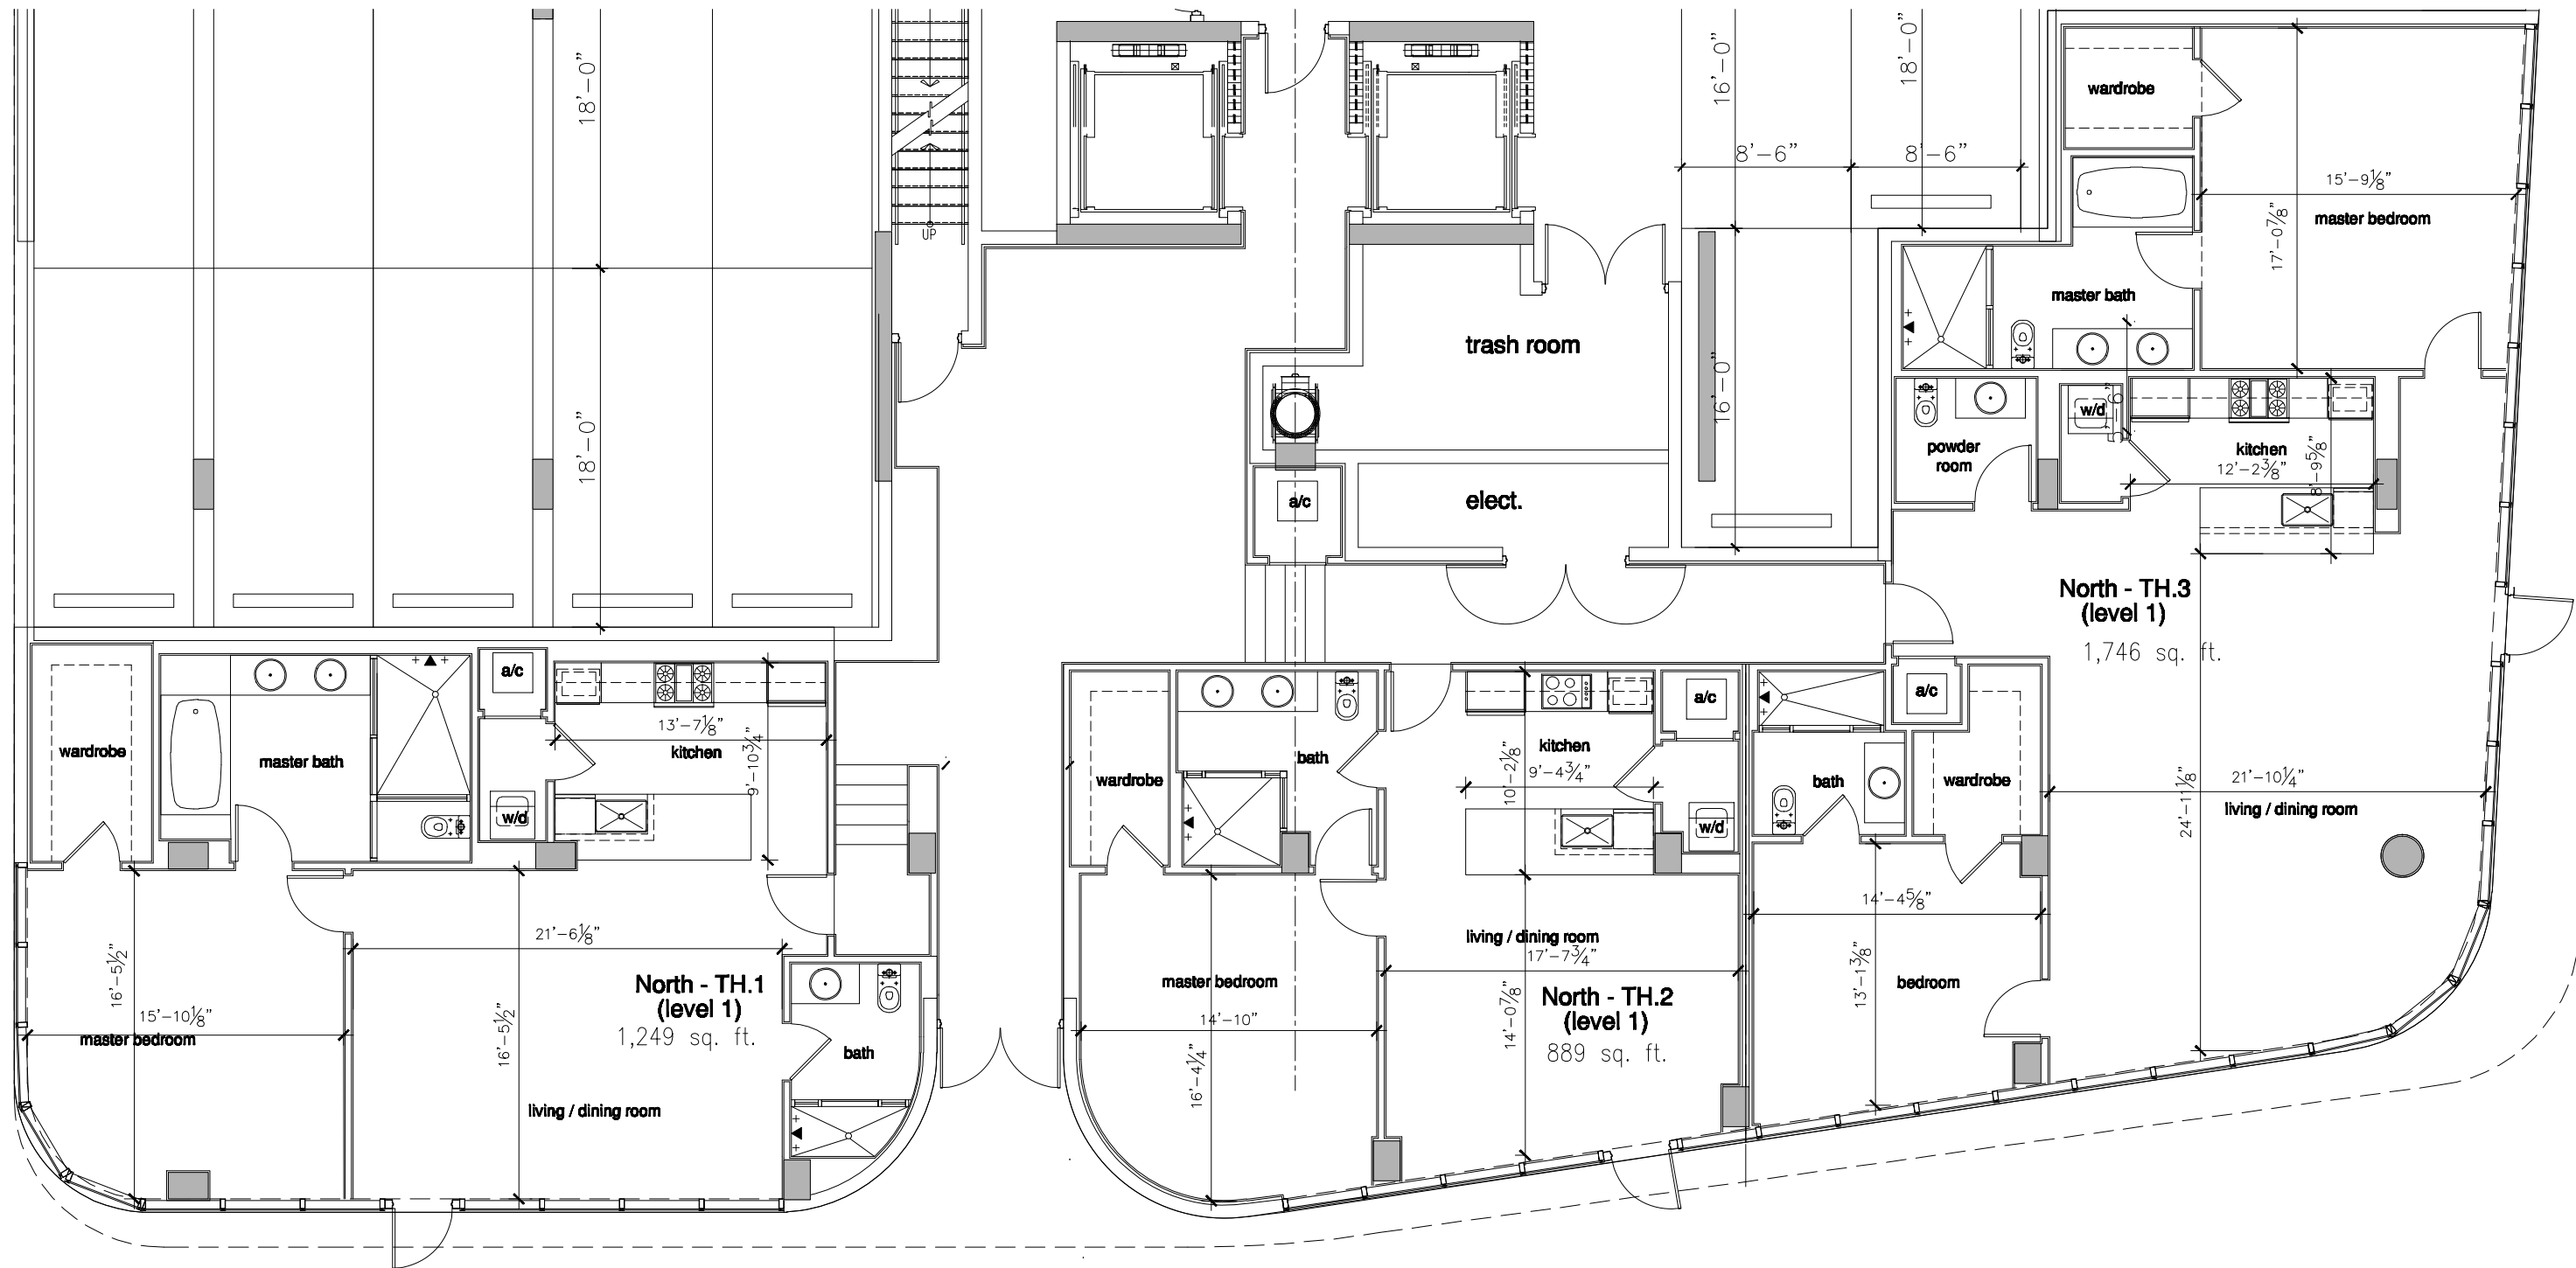 18'-0"
16'-0"
18'-0"
wardrobe
8'-6"
8'-6"
15'-9⅛"
master bedroom
17'-0⅞"
UP
master bath
trash room
16'-0"
18'-0"
w/d
powder
room
kitchen
12'-2⅜"
8'-9⅝"
a/c
elect.
North - TH.3
(level 1)
1,746 sq. ft.
a/c
13'-7⅛"
kitchen
9'-10¾"
wardrobe
master bath
w/d
wardrobe
bath
kitchen
9'-4¾"
10'-2⅛"
a/c
w/d
a/c
bath
wardrobe
21'-10¼"
living / dining room
24'-11⅛"
14'-4⅝"
13'-1⅜"
bedroom
21'-6⅛"
16'-5½"
15'-10⅛"
master bedroom
North - TH.1
(level 1)
1,249 sq. ft.
16'-5½"
bath
living / dining room
living / dining room
17'-7¾"
master bedroom
14'-10"
16'-4¼"
North - TH.2
(level 1)
889 sq. ft.
14'-0⅞"